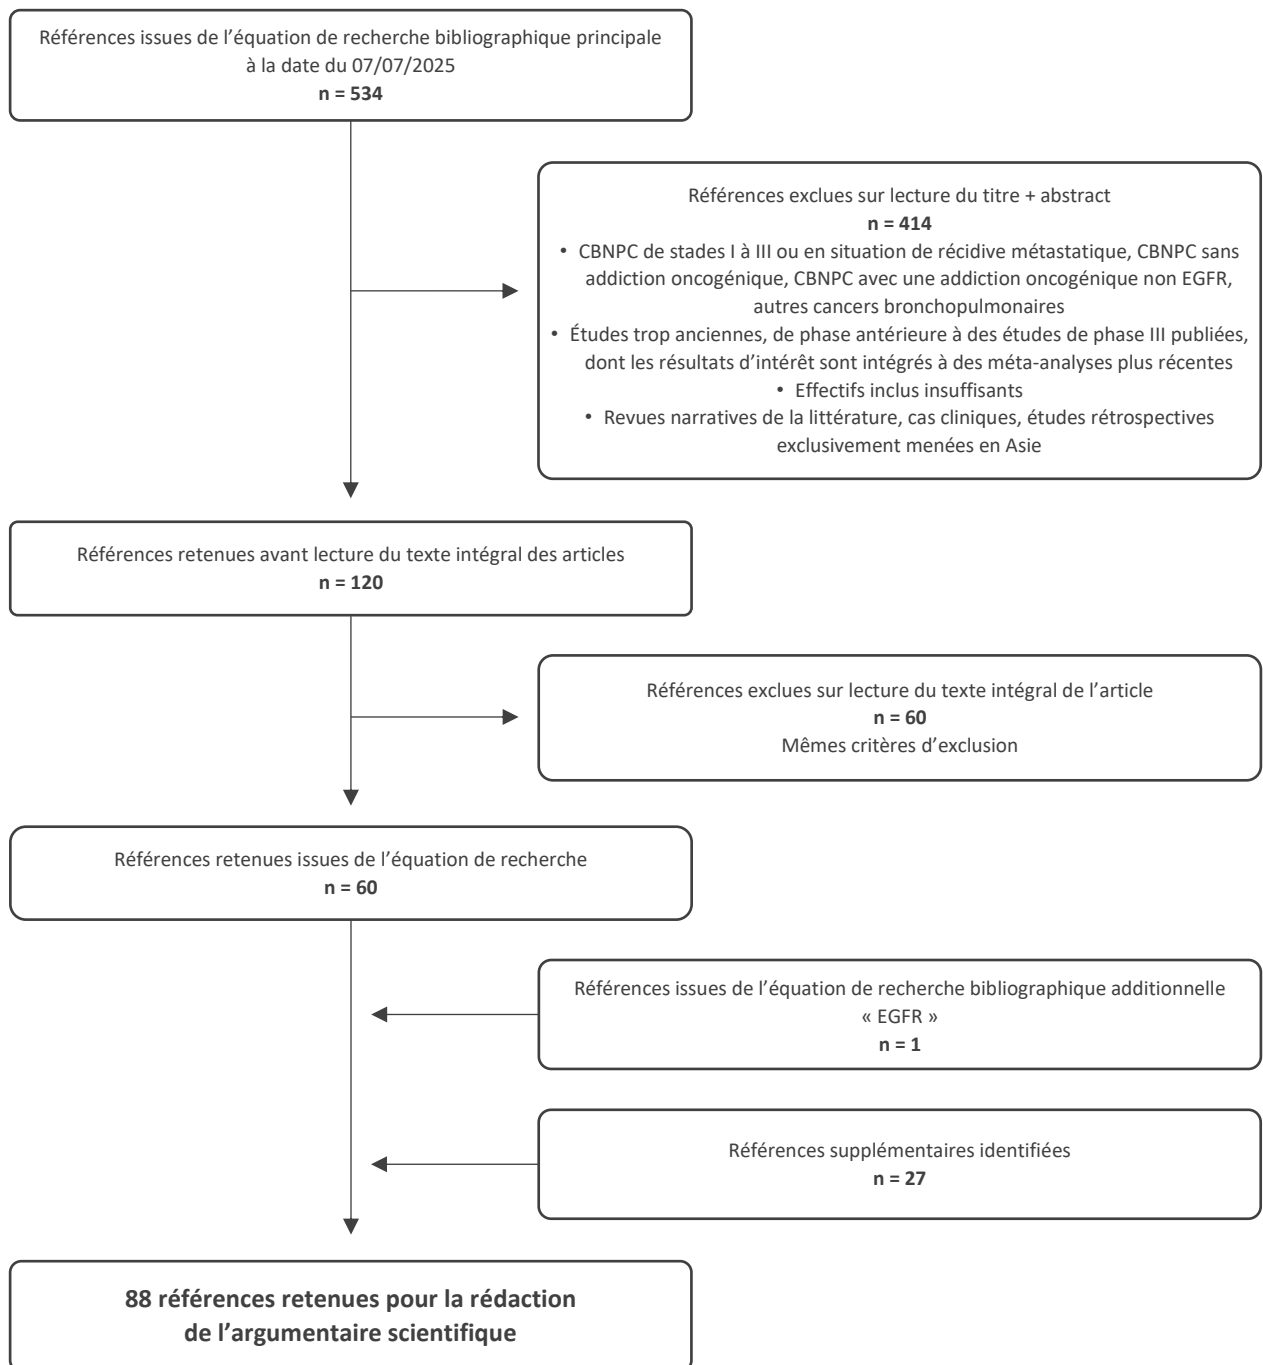 Références issues de l’équation de recherche bibliographique principale
à la date du 07/07/2025
n = 534
Références exclues sur lecture du titre + abstract
n = 414
• CBNPC de stades I à III ou en situation de récidive métastatique, CBNPC sans
addiction oncogénique, CBNPC avec une addiction oncogénique non EGFR,
autres cancers bronchopulmonaires
• Études trop anciennes, de phase antérieure à des études de phase III publiées,
dont les résultats d’intérêt sont intégrés à des méta-analyses plus récentes
• Effectifs inclus insuffisants
• Revues narratives de la littérature, cas cliniques, études rétrospectives
exclusivement menées en Asie
Références retenues avant lecture du texte intégral des articles
n = 120
Références exclues sur lecture du texte intégral de l’article
n = 60
Mêmes critères d’exclusion
Références retenues issues de l’équation de recherche
n = 60
Références issues de l’équation de recherche bibliographique additionnelle
« EGFR »
n = 1
Références supplémentaires identifiées
n = 27
88 références retenues pour la rédaction
de l’argumentaire scientifique